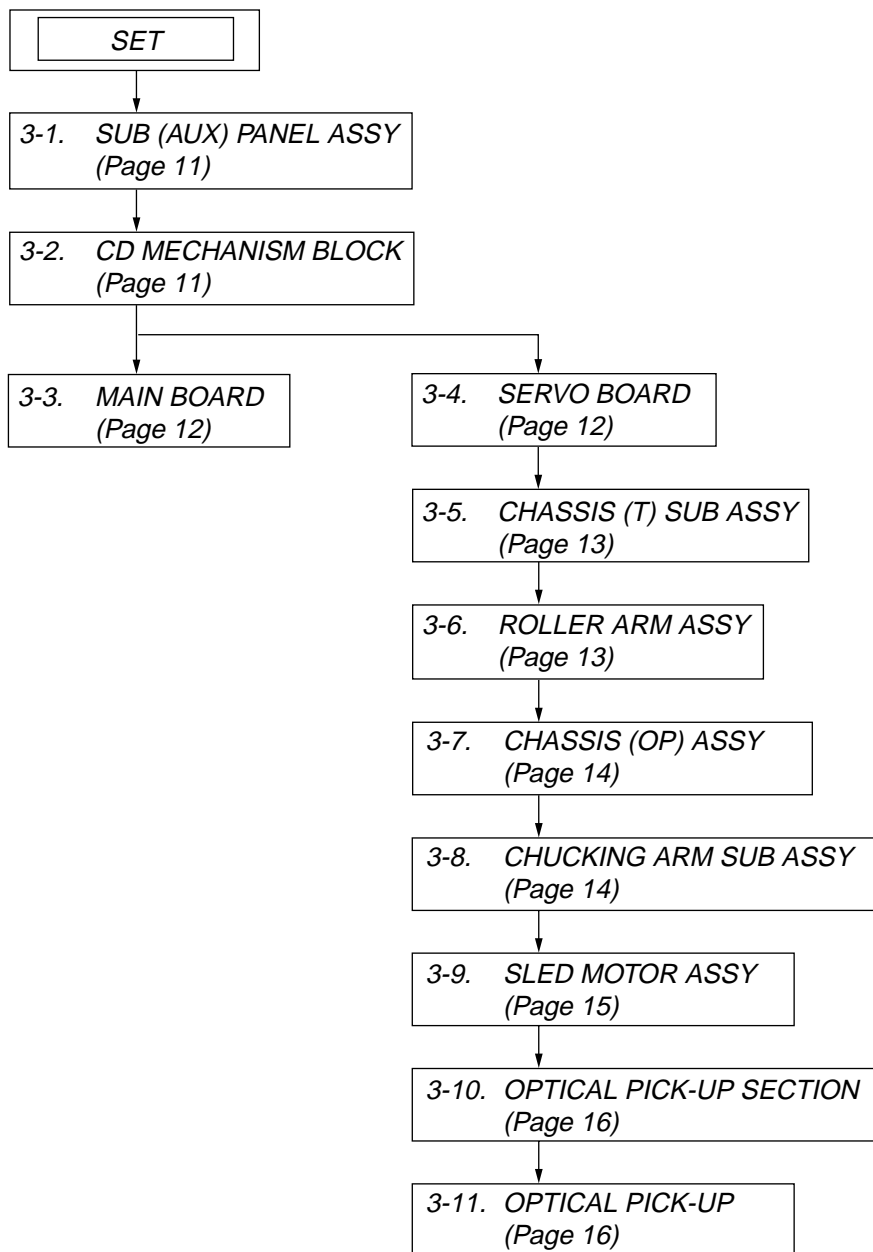 SET
3-1. SUB (AUX) PANEL ASSY
(Page 11)
3-2. CD MECHANISM BLOCK
(Page 11)
3-3. MAIN BOARD
(Page 12)
3-4. SERVO BOARD
(Page 12)
3-5. CHASSIS (T) SUB ASSY
(Page 13)
3-6. ROLLER ARM ASSY
(Page 13)
3-7. CHASSIS (OP) ASSY
(Page 14)
3-8. CHUCKING ARM SUB ASSY
(Page 14)
3-9. SLED MOTOR ASSY
(Page 15)
3-10. OPTICAL PICK-UP SECTION
(Page 16)
3-11. OPTICAL PICK-UP
(Page 16)